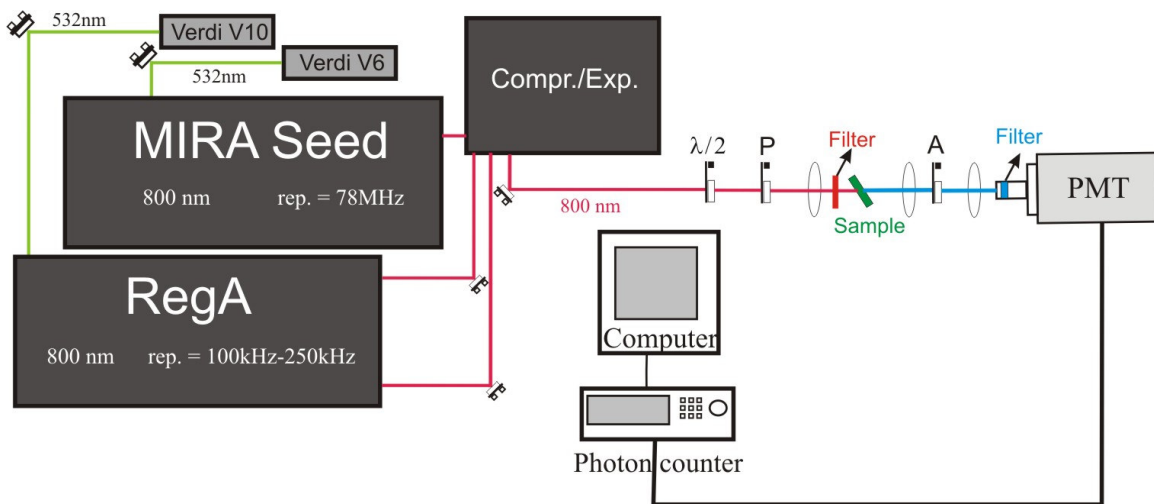 532nm
Verdi V10
Verdi V6
532nm
MIRA Seed
800 nm rep. = 78MHz
Compr./Exp.
RegA
800 nm rep. = 100kHz-250kHz
800 nm
λ/2
P
Filter
Sample
A
Filter
PMT
Computer
Photon counter